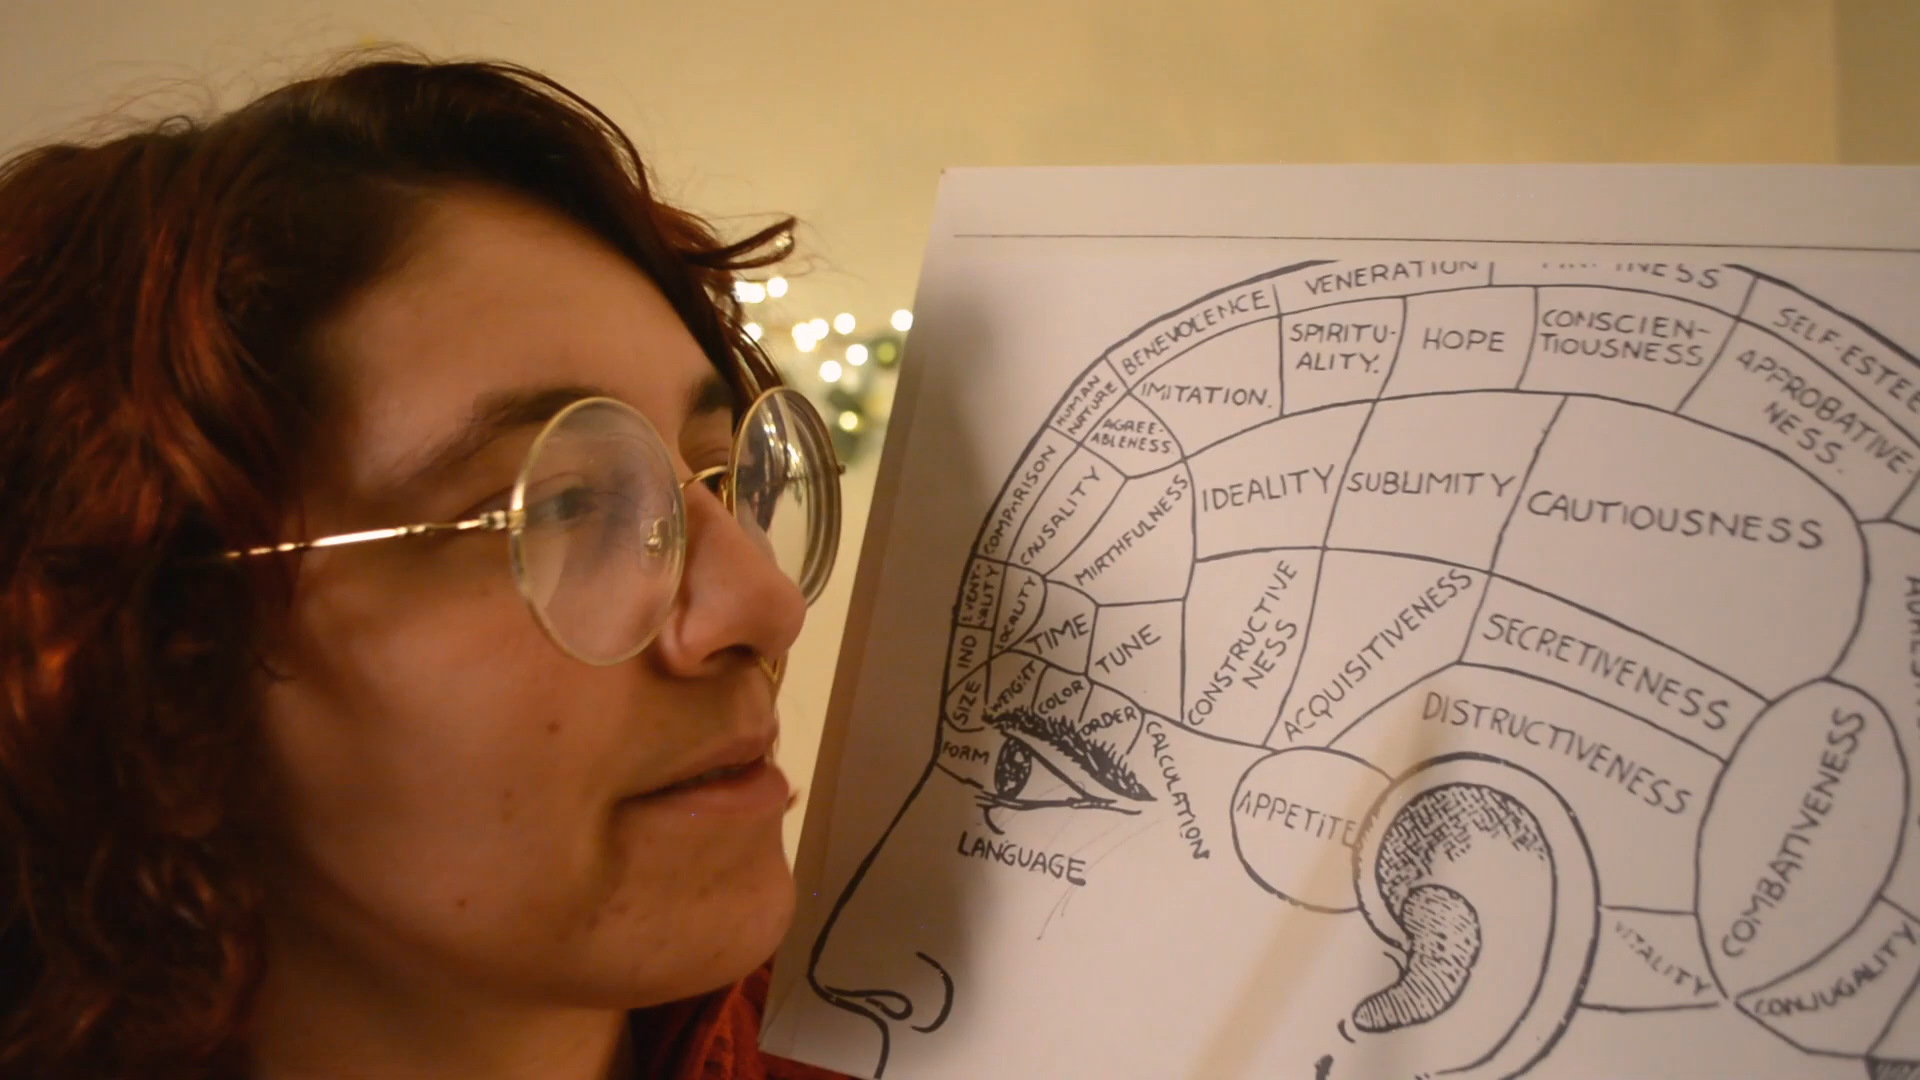 VENERATION
SELF-ESTEE
BENEVOLENCE
SPIRITU-
ALITY.
HOPE
CONSCIEN-
TIOUSNESS
APPROBATIVE-
NESS.
HUMAN
NATURE
IMITATION.
AGREE-
ABLENESS.
COMPARISON
CAUSALITY
MIRTHFULNESS
IDEALITY
SUBLIMITY
CAUTIOUSNESS
EVENT-
UALITY
LOCALITY
IND
TIME
TUNE
CONSTRUCTIVE
NESS
ACQUISITIVENESS
SECRETIVENESS
SIZE
WEIGHT
COLOR
ORDER
CALCULATION
DISTRUCTIVENESS
FORM
APPETITE
COMBATIVENESS
LANGUAGE
VITALITY
CONJUGALITY